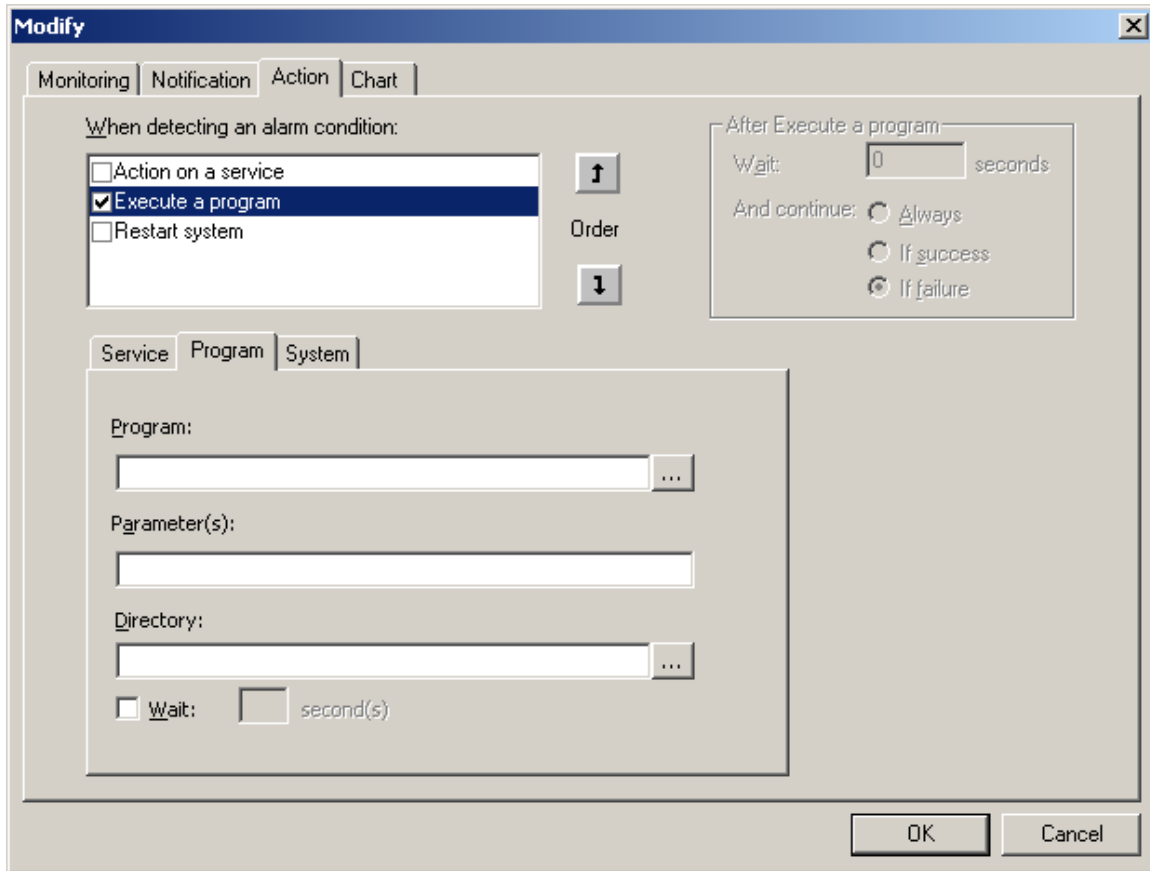 Modify
Monitoring Notification Action Chart
When detecting an alarm condition:
Action on a service
Execute a program
Restart system
Order
After Execute a program
Wait: 0 seconds
And continue: Always
If success
If failure
Service Program System
Program:
...
Parameter(s):
Directory:
...
Wait: second(s)
OK Cancel